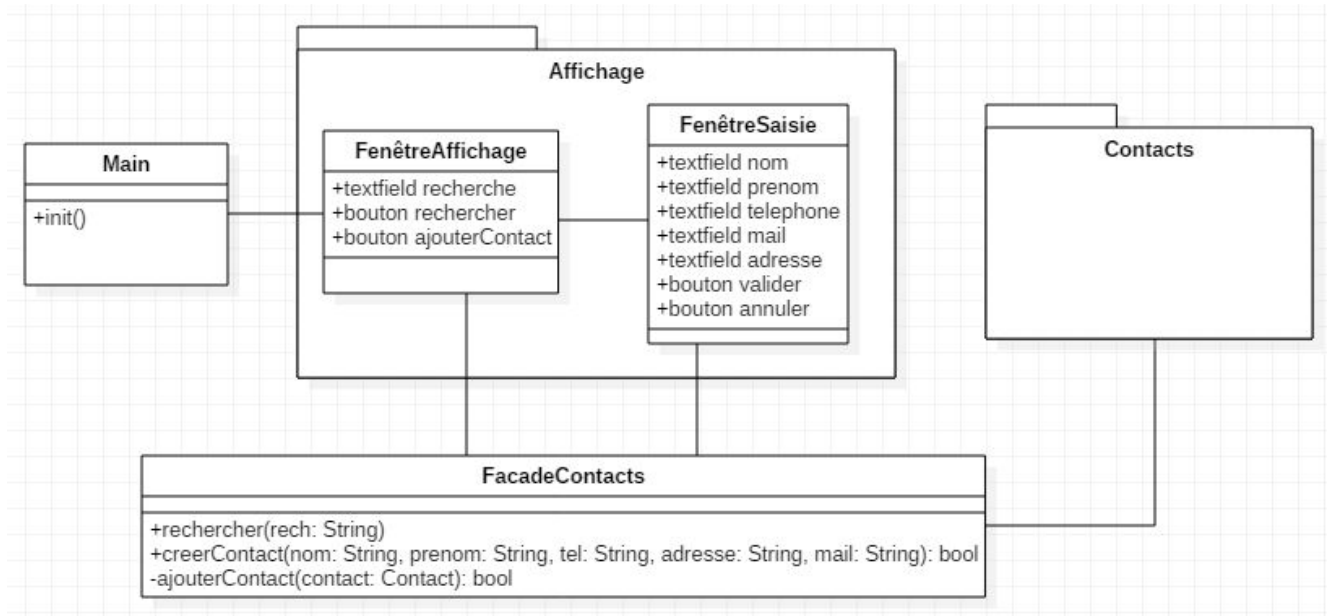 Affichage
Main
+init()
FenêtreAffichage
+textfield recherche
+bouton rechercher
+bouton ajouterContact
FenêtreSaisie
+textfield nom
+textfield prenom
+textfield telephone
+textfield mail
+textfield adresse
+bouton valider
+bouton annuler
Contacts
FacadeContacts
+rechercher(rech: String)
+creerContact(nom: String, prenom: String, tel: String, adresse: String, mail: String): bool
-ajouterContact(contact: Contact): bool